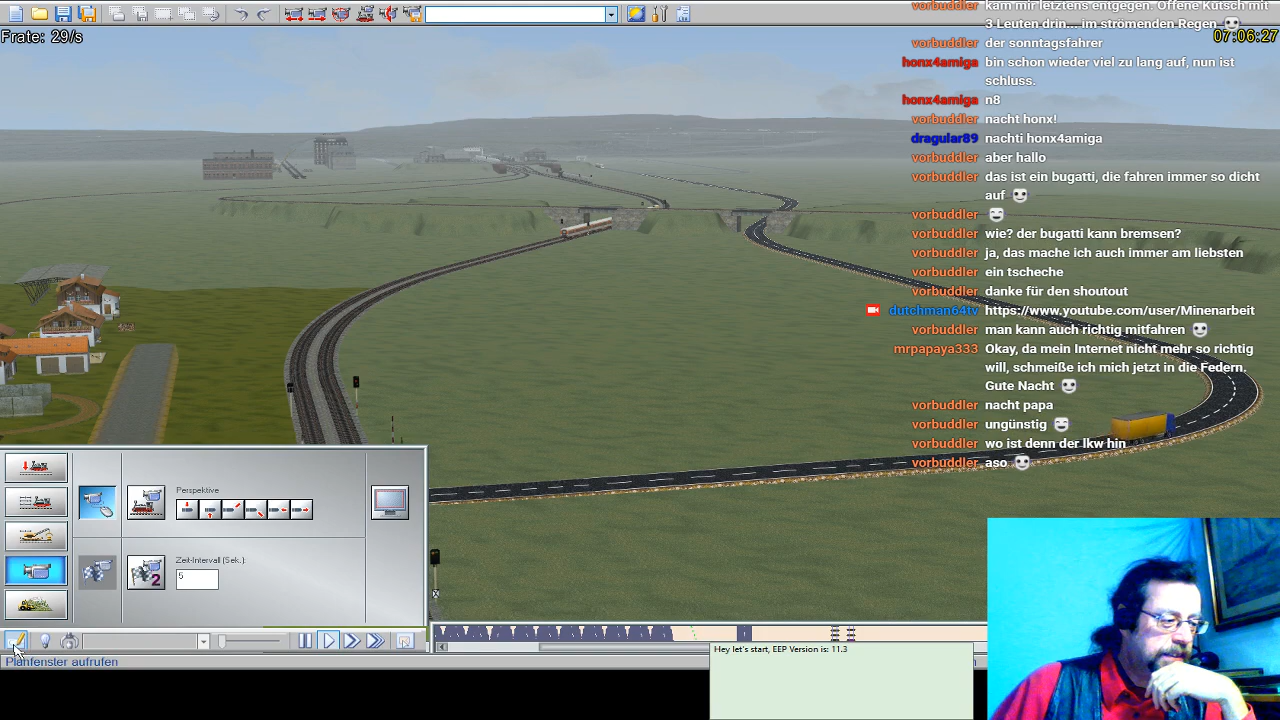 Frate: 29/s
07:06:27
vorbuddler kam mir letztens entgegen. Offene Kutsch mit
3 Leuten drin... im strömenden Regen
vorbuddler der sonntagsfahrer
honx4amiga bin schon wieder viel zu lang auf, nun ist
schluss.
honx4amiga n8
vorbuddler nacht honx!
dragular89 nachti honx4amiga
vorbuddler aber hallo
vorbuddler das ist ein bugatti, die fahren immer so dicht
auf
vorbuddler
vorbuddler wie? der bugatti kann bremsen?
vorbuddler ja, das mache ich auch immer am liebsten
vorbuddler ein tscheche
vorbuddler danke für den shoutout
dutchman64tv https://www.youtube.com/user/Minenarbeit
vorbuddler man kann auch richtig mitfahren
mrpapaya333 Okay, da mein Internet nicht mehr so richtig
will, schmeiße ich mich jetzt in die Federn.
Gute Nacht
vorbuddler nacht papa
vorbuddler ungünstig
vorbuddler wo ist denn der lkw hin
vorbuddler aso
Perspektive
Zeit-Intervall (Sek.)
2
5
Planfenster aufrufen
Hey let's start, EEP Version is: 11.3